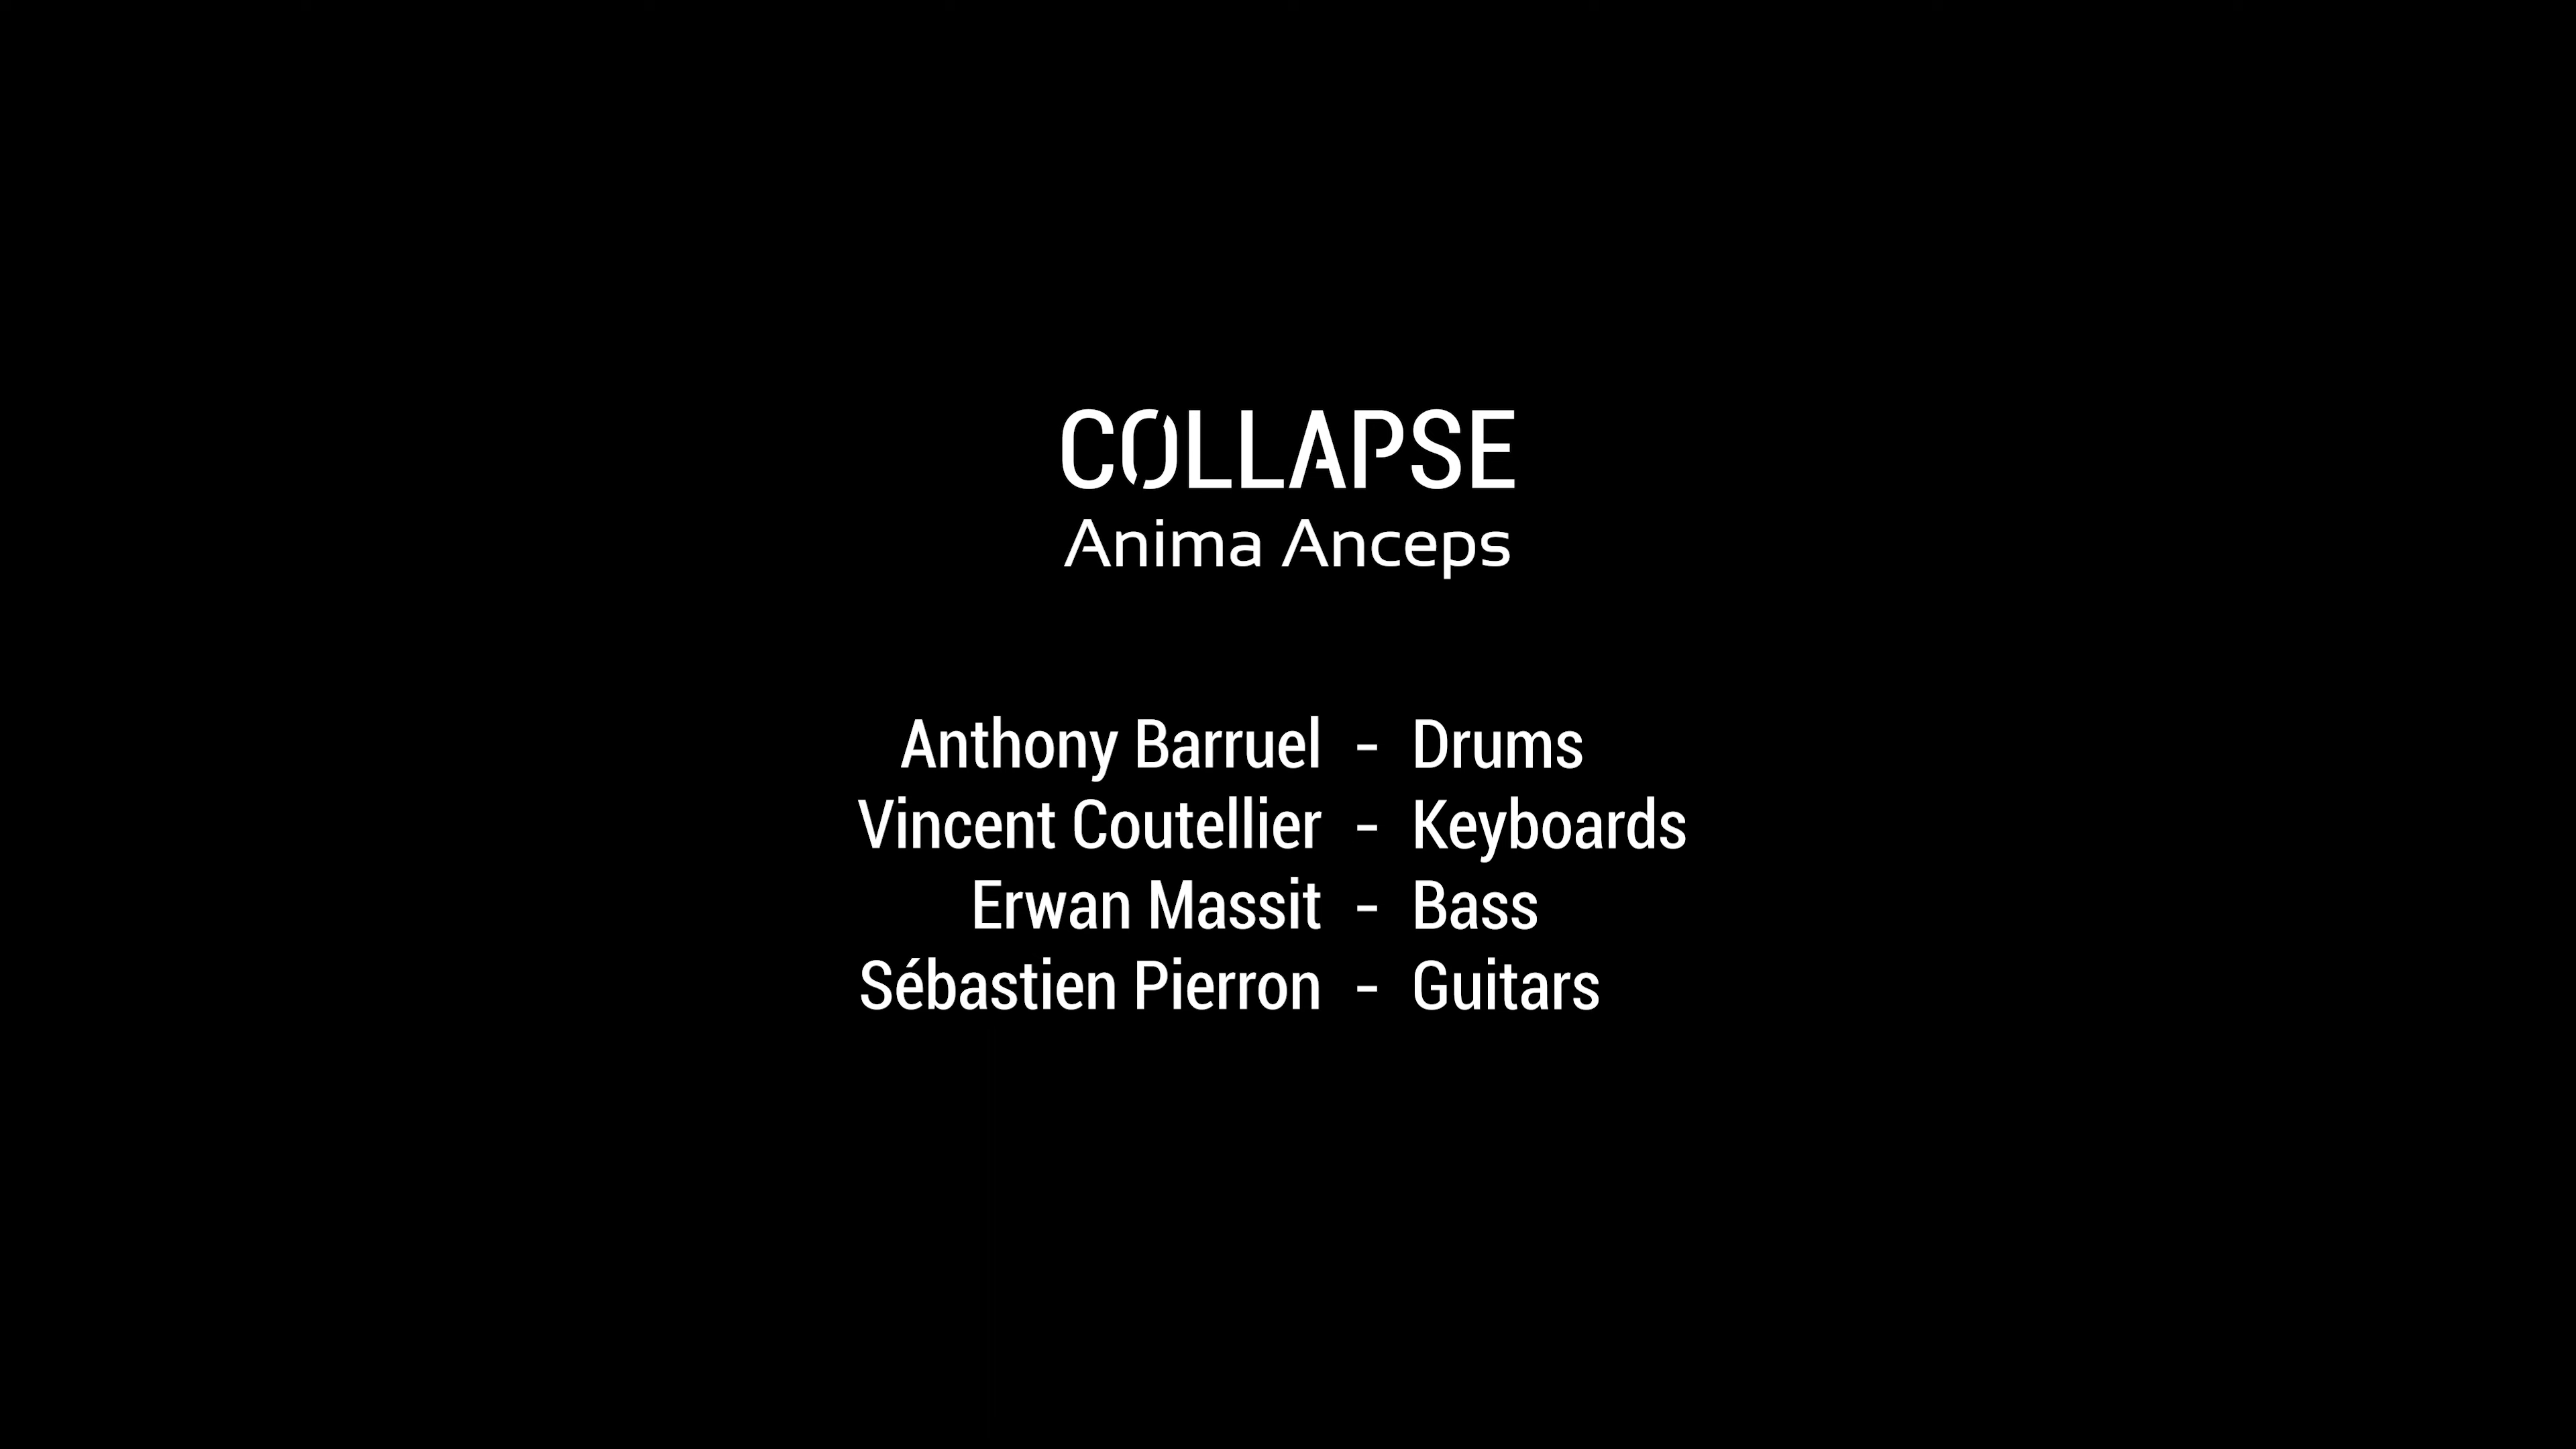 COLLAPSE
Anima Anceps
Anthony Barruel - Drums
Vincent Coutellier - Keyboards
Erwan Massit - Bass
Sébastien Pierron - Guitars